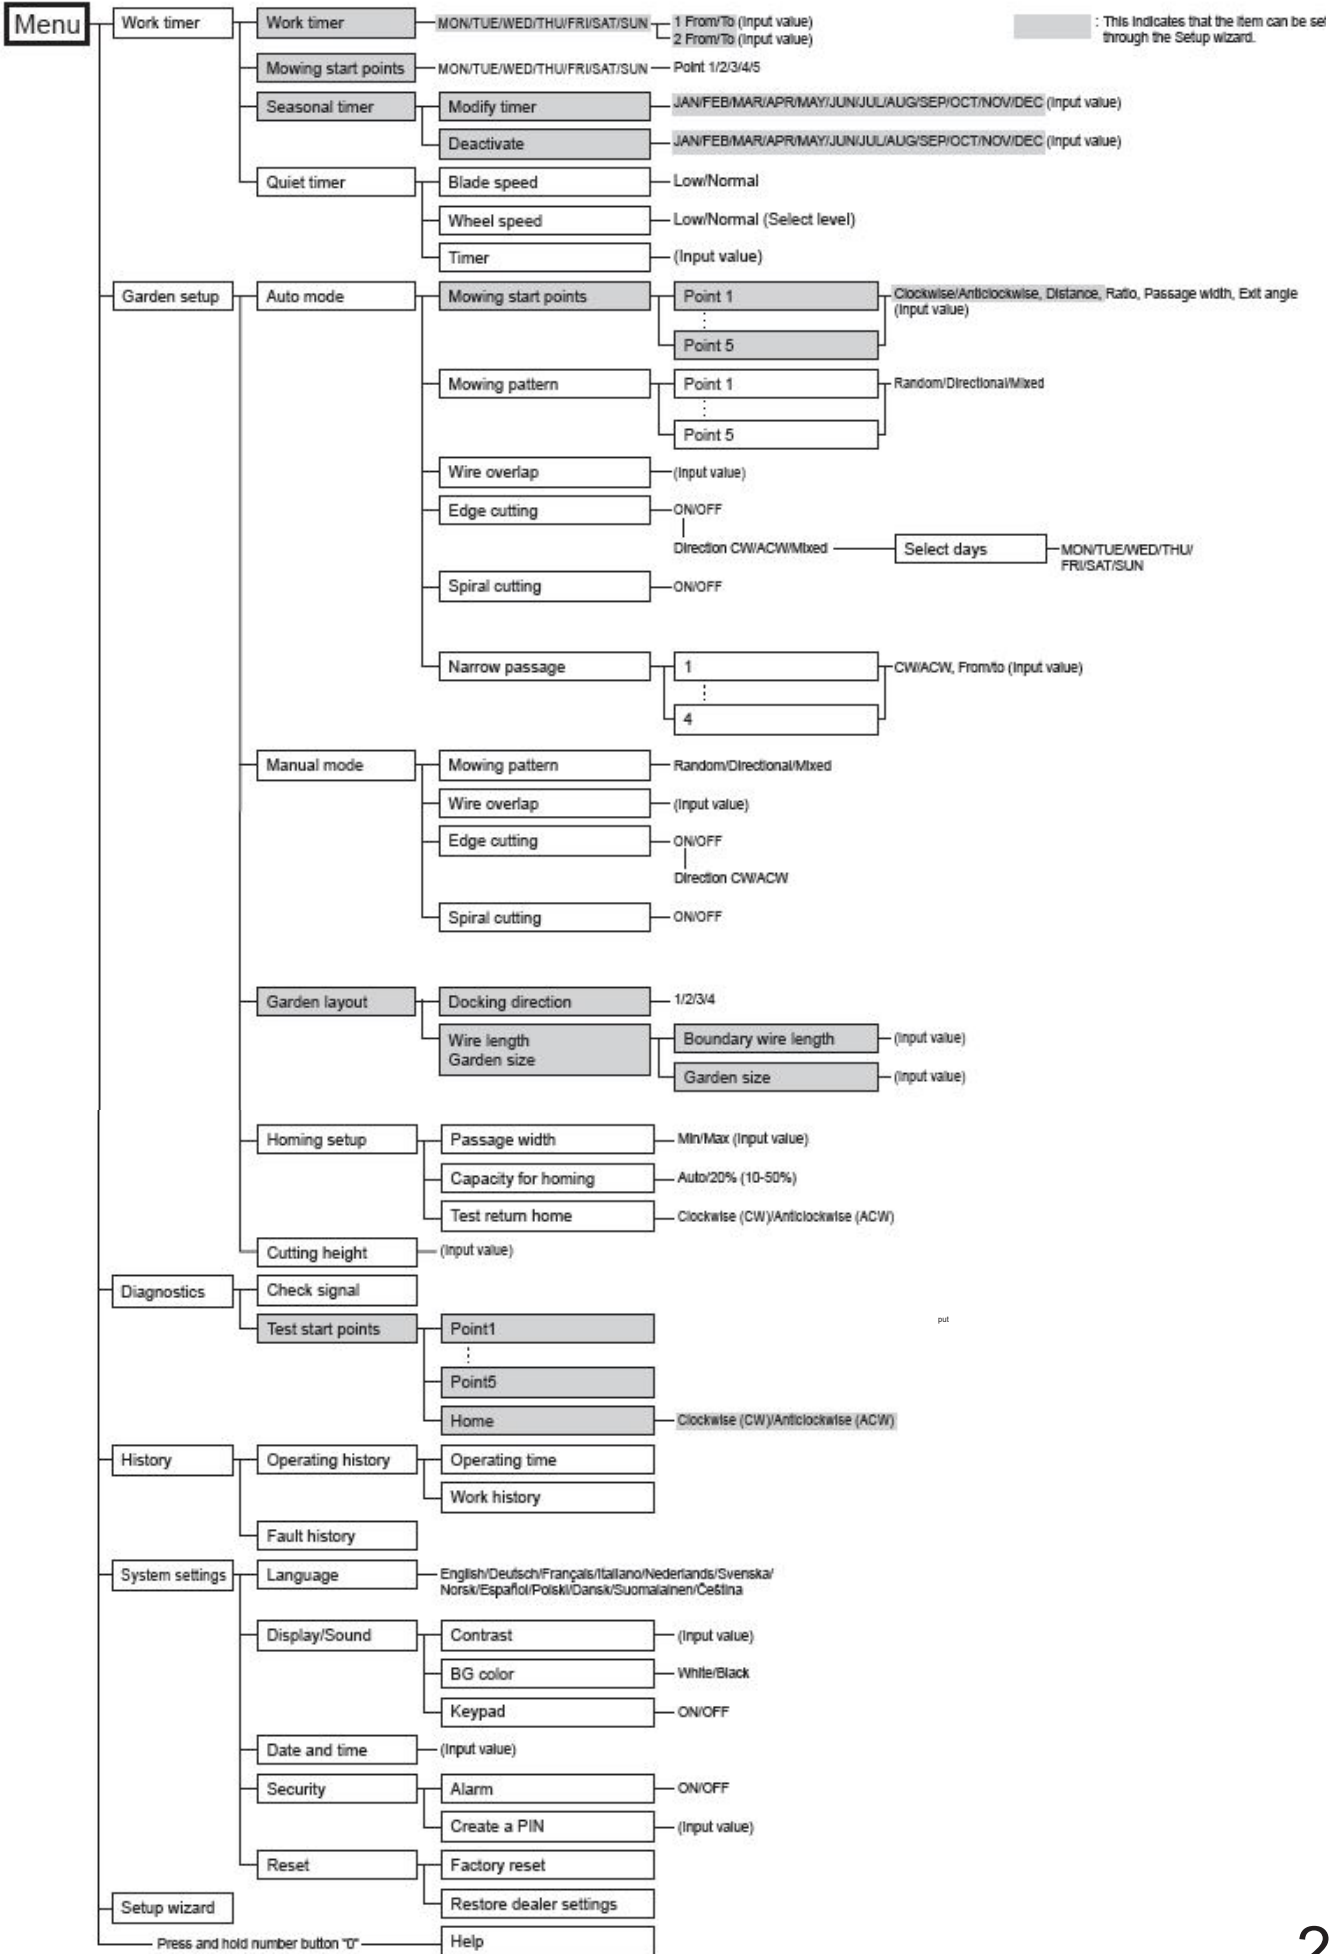 Menu
Work timer
Work timer
MON/TUE/WED/THU/FRI/SAT/SUN
1 From/To (Input value)
2 From/To (Input value)
: This indicates that the item can be set
through the Setup wizard.
Mowing start points
MON/TUE/WED/THU/FRI/SAT/SUN
Point 1/2/3/4/5
Seasonal timer
Modify timer
JAN/FEB/MAR/APR/MAY/JUN/JUL/AUG/SEP/OCT/NOV/DEC (Input value)
Deactivate
JAN/FEB/MAR/APR/MAY/JUN/JUL/AUG/SEP/OCT/NOV/DEC (Input value)
Quiet timer
Blade speed
Low/Normal
Wheel speed
Low/Normal (Select level)
Timer
(Input value)
Garden setup
Auto mode
Mowing start points
Point 1
Clockwise/Anticlockwise, Distance, Ratio, Passage width, Exit angle
(Input value)
Point 5
Mowing pattern
Point 1
Random/Directional/Mixed
Point 5
Wire overlap
(Input value)
Edge cutting
ON/OFF
Direction CW/ACW/Mixed
Select days
MON/TUE/WED/THU/
FRI/SAT/SUN
Spiral cutting
ON/OFF
Narrow passage
1
CW/ACW, From/to (Input value)
4
Manual mode
Mowing pattern
Random/Directional/Mixed
Wire overlap
(Input value)
Edge cutting
ON/OFF
Direction CW/ACW
Spiral cutting
ON/OFF
Garden layout
Docking direction
1/2/3/4
Wire length
Garden size
Boundary wire length
(Input value)
Garden size
(Input value)
Homing setup
Passage width
Min/Max (Input value)
Capacity for homing
Auto/20% (10-50%)
Test return home
Clockwise (CW)/Anticlockwise (ACW)
Cutting height
(Input value)
Diagnostics
Check signal
Test start points
Point1
put
Point5
Home
Clockwise (CW)/Anticlockwise (ACW)
History
Operating history
Operating time
Work history
Fault history
System settings
Language
English/Deutsch/Français/Italiano/Nederlands/Svenska/
Norsk/Español/Polski/Dansk/Suomalainen/Čeština
Display/Sound
Contrast
(Input value)
BG color
White/Black
Keypad
ON/OFF
Date and time
(Input value)
Security
Alarm
ON/OFF
Create a PIN
(Input value)
Reset
Factory reset
Restore dealer settings
Setup wizard
Press and hold number button "0"
Help
2